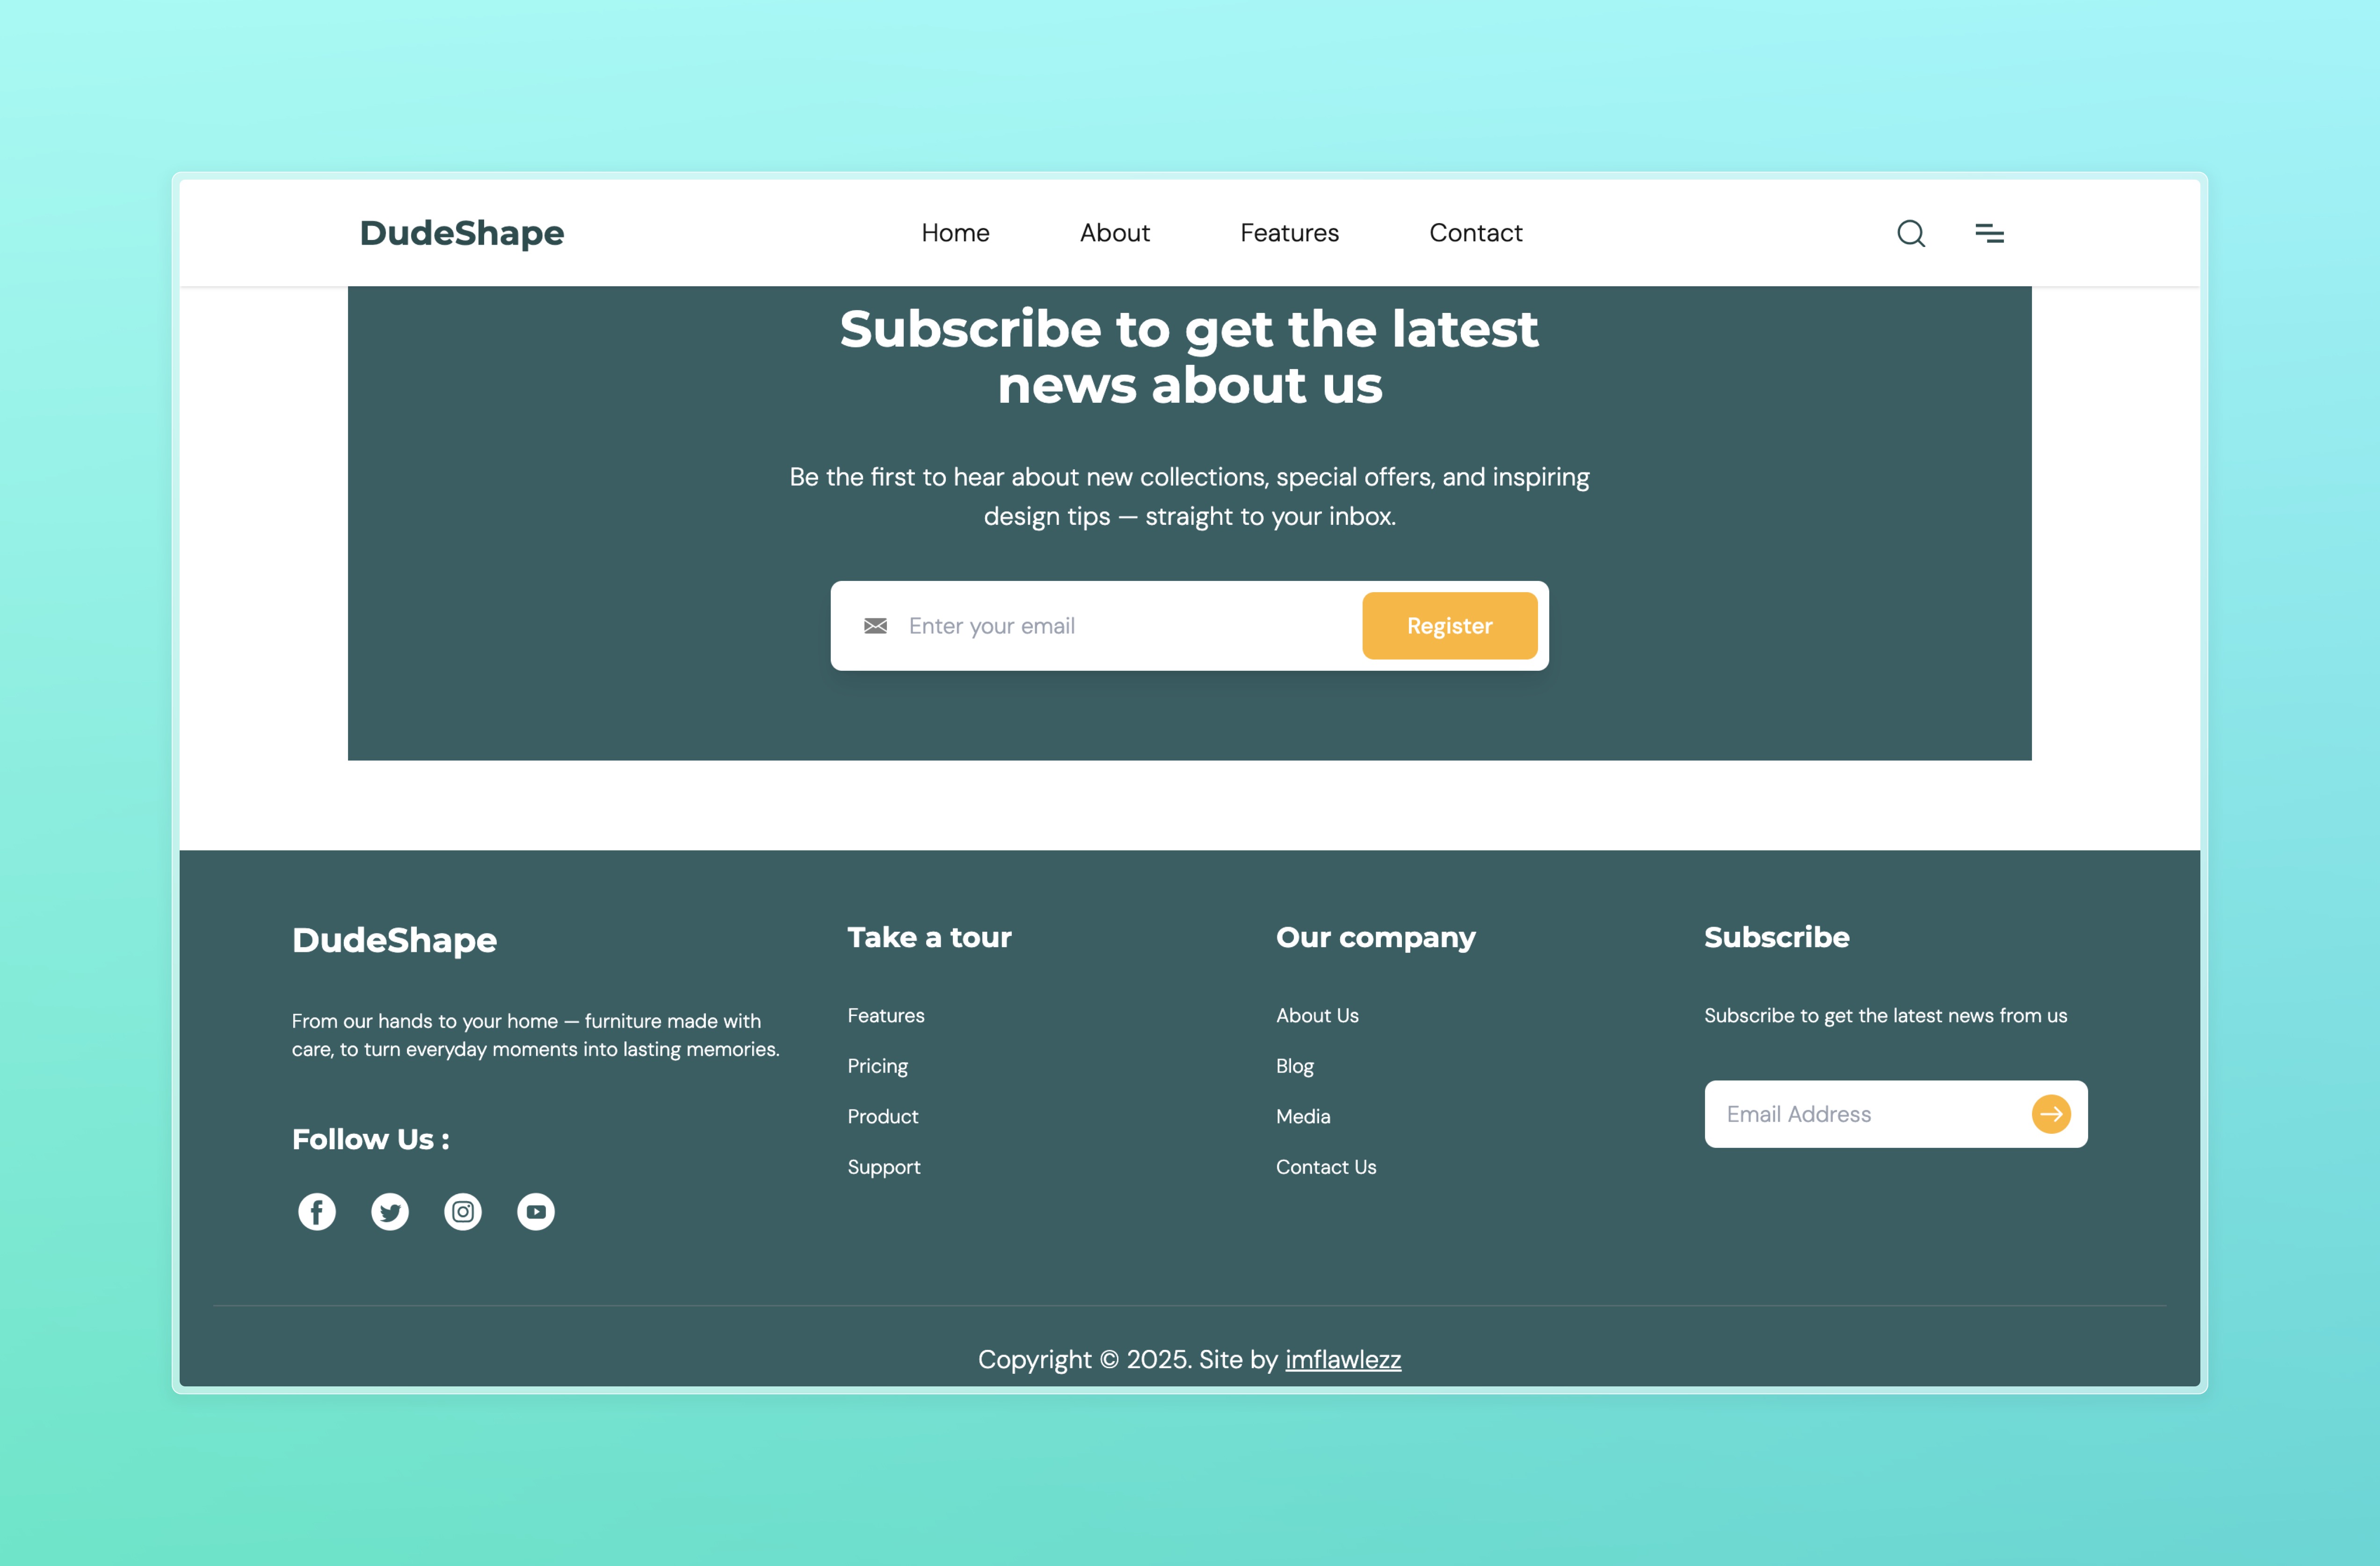 DudeShape
Home
About
Features
Contact
Subscribe to get the latest
news about us
Be the first to hear about new collections, special offers, and inspiring
design tips — straight to your inbox.
Enter your email
Register
DudeShape
From our hands to your home — furniture made with
care, to turn everyday moments into lasting memories.
Follow Us :
Take a tour
Features
Pricing
Product
Support
Our company
About Us
Blog
Media
Contact Us
Subscribe
Subscribe to get the latest news from us
Email Address
Copyright © 2025. Site by imflawlezz